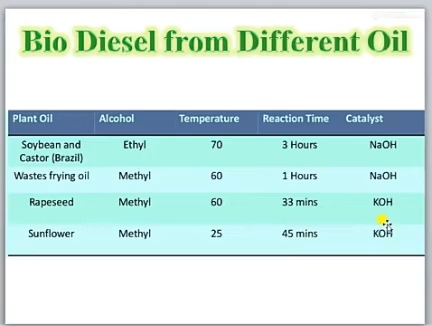 Bio Diesel from Different Oil
Plant Oil Alcohol Temperature Reaction Time Catalyst
Soybean and Castor (Brazil) Ethyl 70 3 Hours NaOH
Wastes frying oil Methyl 60 1 Hours NaOH
Rapeseed Methyl 60 33 mins KOH
Sunflower Methyl 25 45 mins KOH